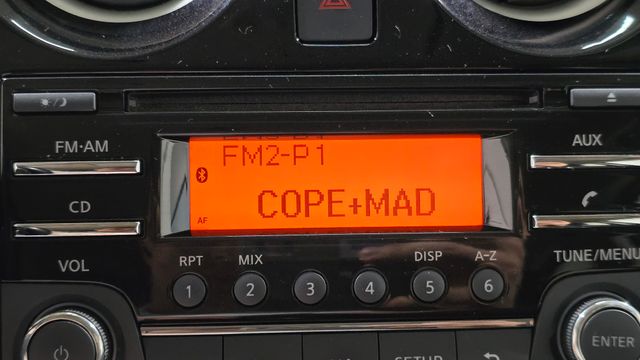 FM·AM
AUX
FM2-P1
CD
AF
COPE+MAD
VOL
RPT
MIX
DISP
A-Z
TUNE/MENU
1
2
3
4
5
6
ENTER
SETUP